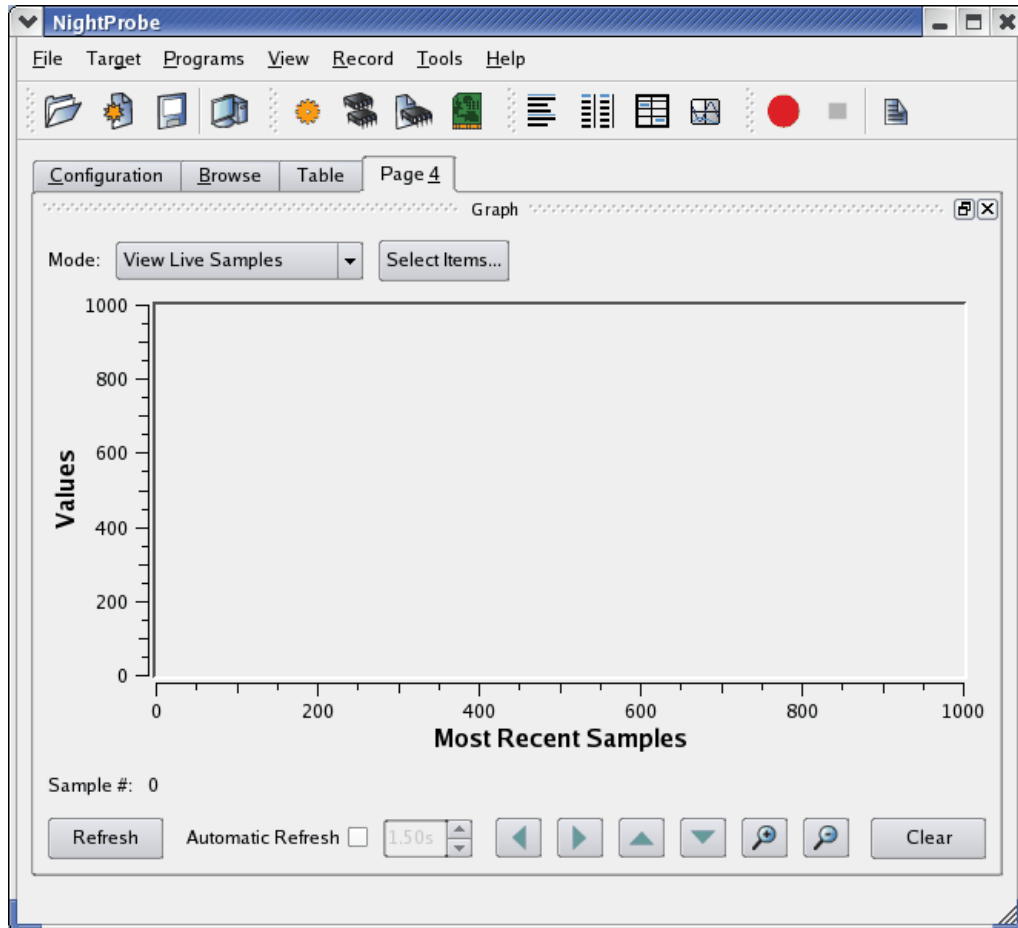 NightProbe
File Target Programs View Record Tools Help
Configuration Browse Table Page 4
Graph
Mode: View Live Samples Select Items...
1000
800
600
400
200
0
Values
0 200 400 600 800 1000
Most Recent Samples
Sample #: 0
Refresh Automatic Refresh 1.50s Clear